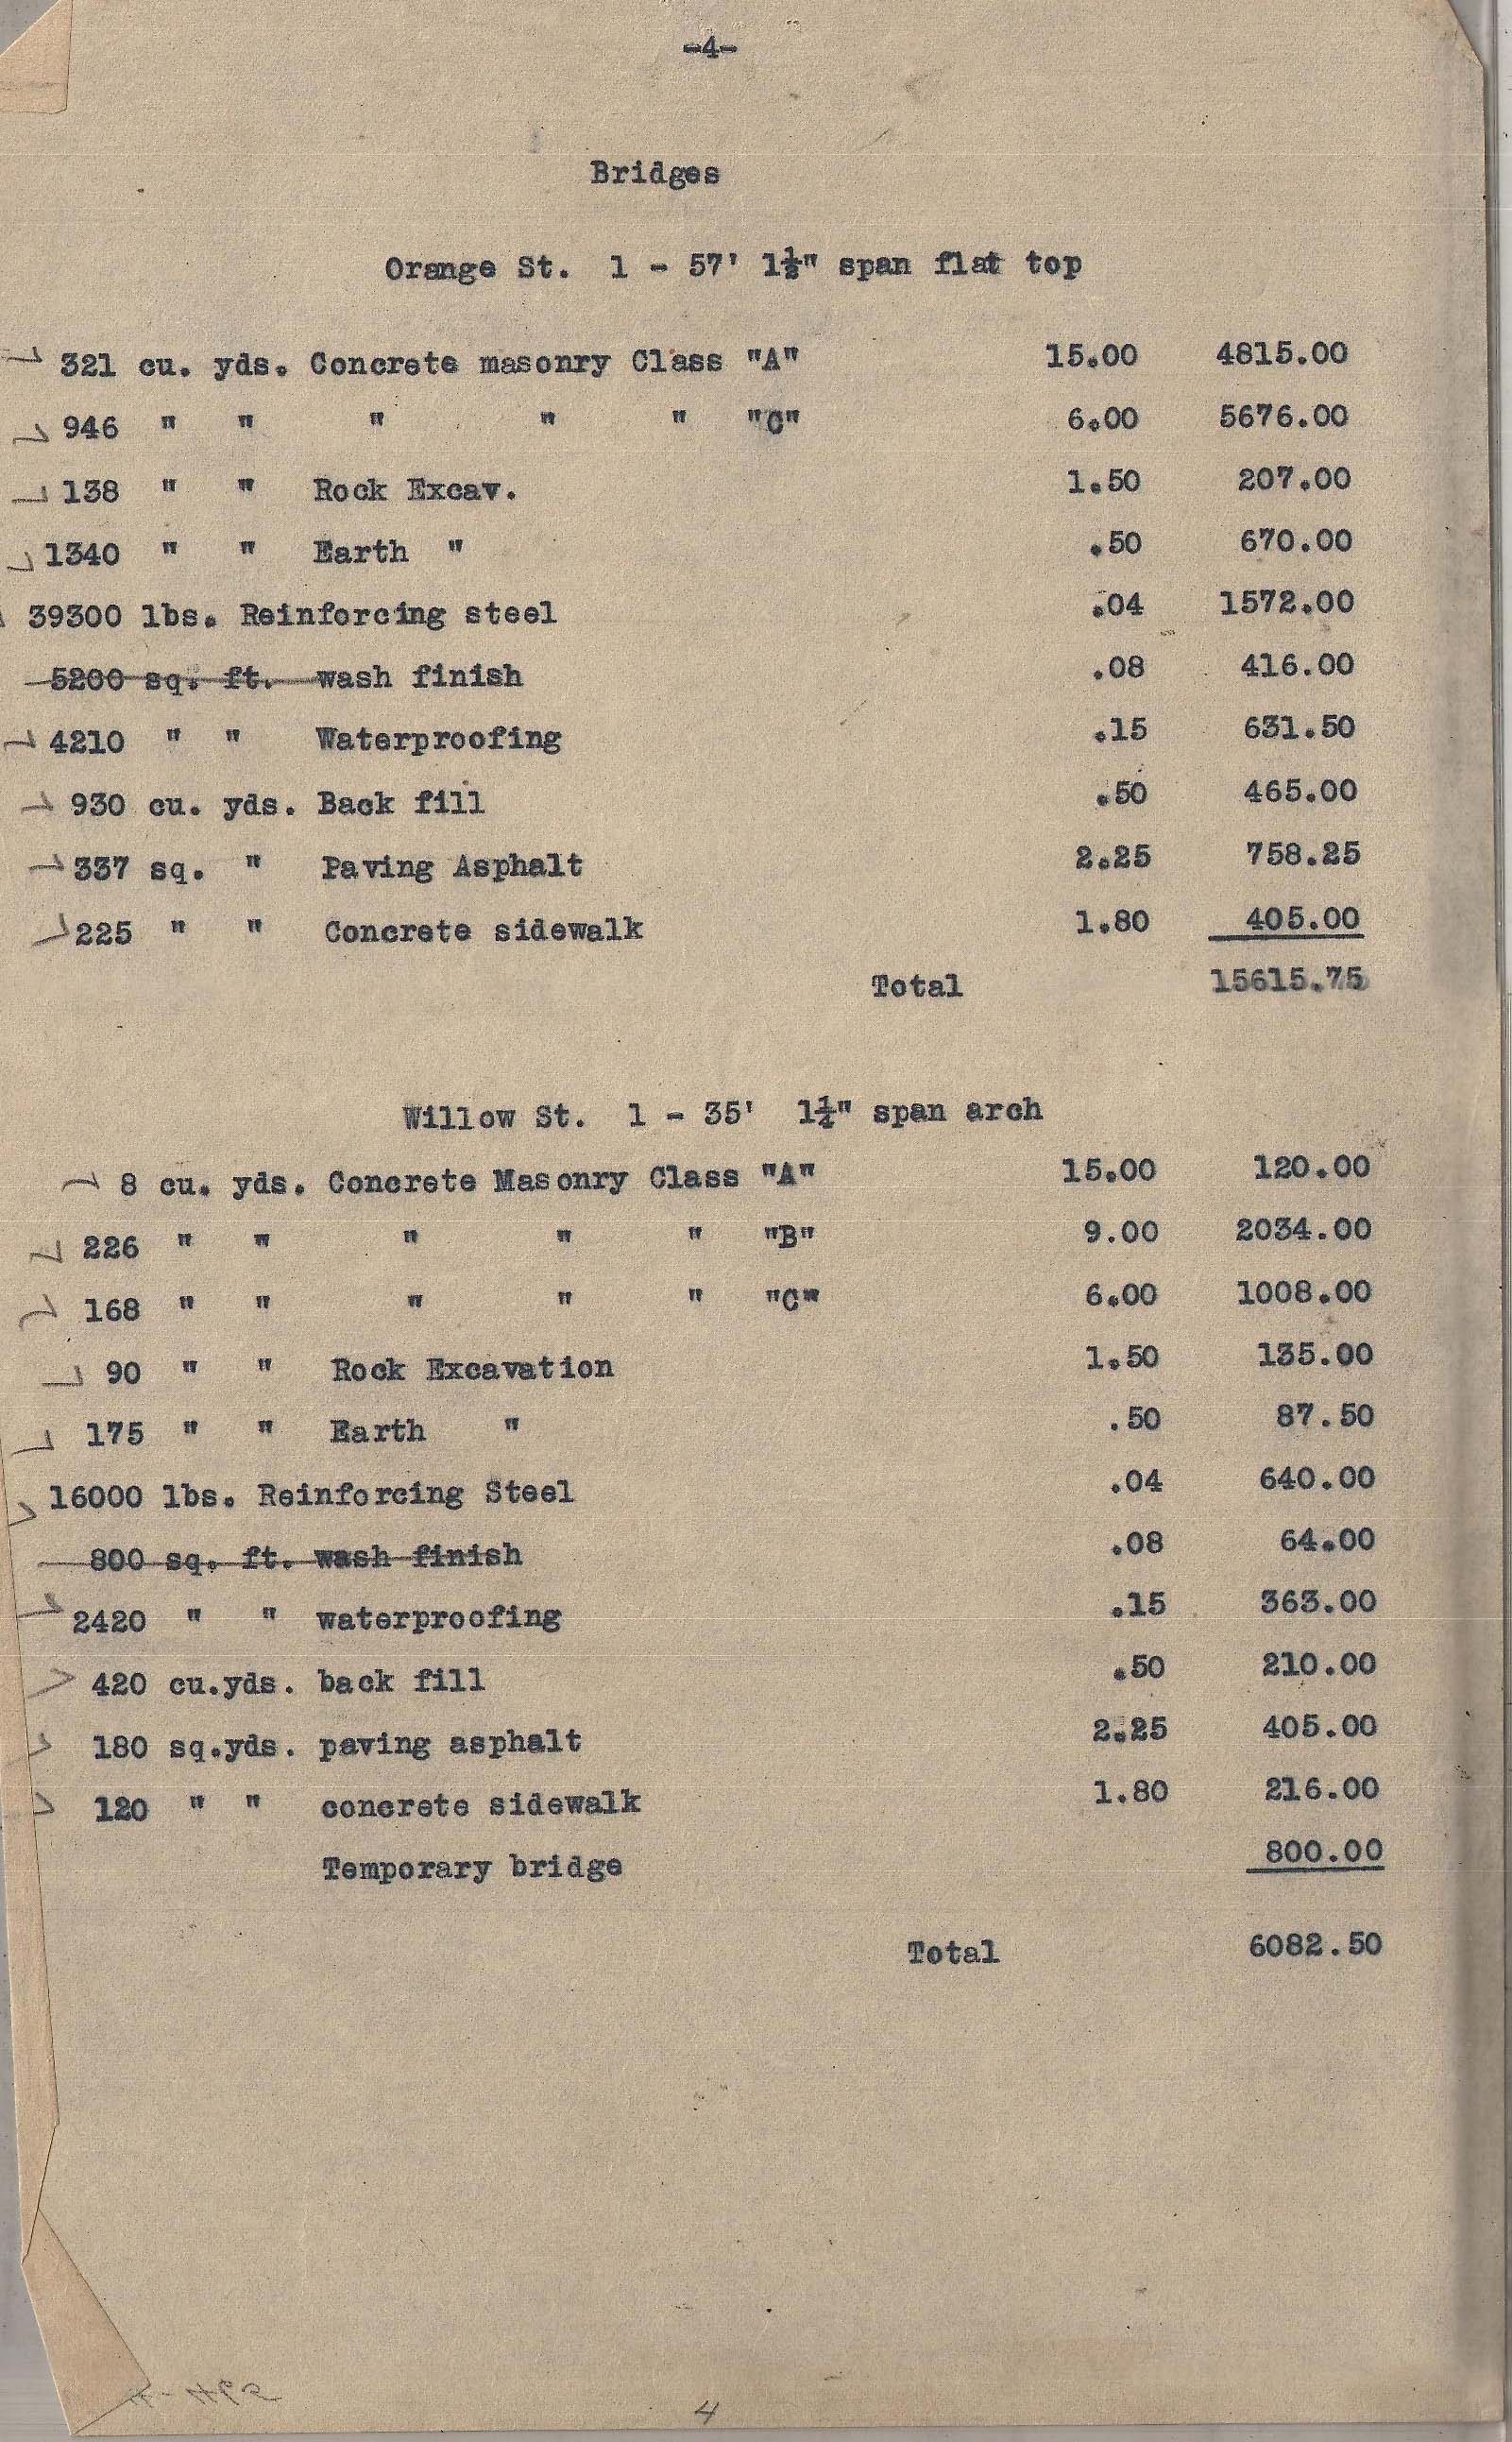 -4-
Bridges
Orange St. 1 - 57' 1½" span flat top
321 cu. yds. Concrete masonry Class "A" 15.00 4815.00
946 " " " " " "C" 6.00 5676.00
138 " " Rock Excav. 1.50 207.00
1340 " " Earth " .50 670.00
39300 lbs. Reinforcing steel .04 1572.00
5200 sq. ft. wash finish .08 416.00
4210 " " Waterproofing .15 631.50
930 cu. yds. Back fill .50 465.00
337 sq. " Paving Asphalt 2.25 758.25
225 " " Concrete sidewalk 1.80 405.00
Total 15615.75
Willow St. 1 - 35' 1¼" span arch
8 cu. yds. Concrete Masonry Class "A" 15.00 120.00
226 " " " " " "B" 9.00 2034.00
168 " " " " " "C" 6.00 1008.00
90 " " Rock Excavation 1.50 135.00
175 " " Earth " .50 87.50
16000 lbs. Reinforcing Steel .04 640.00
800 sq. ft. wash finish .08 64.00
2420 " " waterproofing .15 363.00
420 cu.yds. back fill .50 210.00
180 sq.yds. paving asphalt 2.25 405.00
120 " " concrete sidewalk 1.80 216.00
Temporary bridge 800.00
Total 6082.50
4